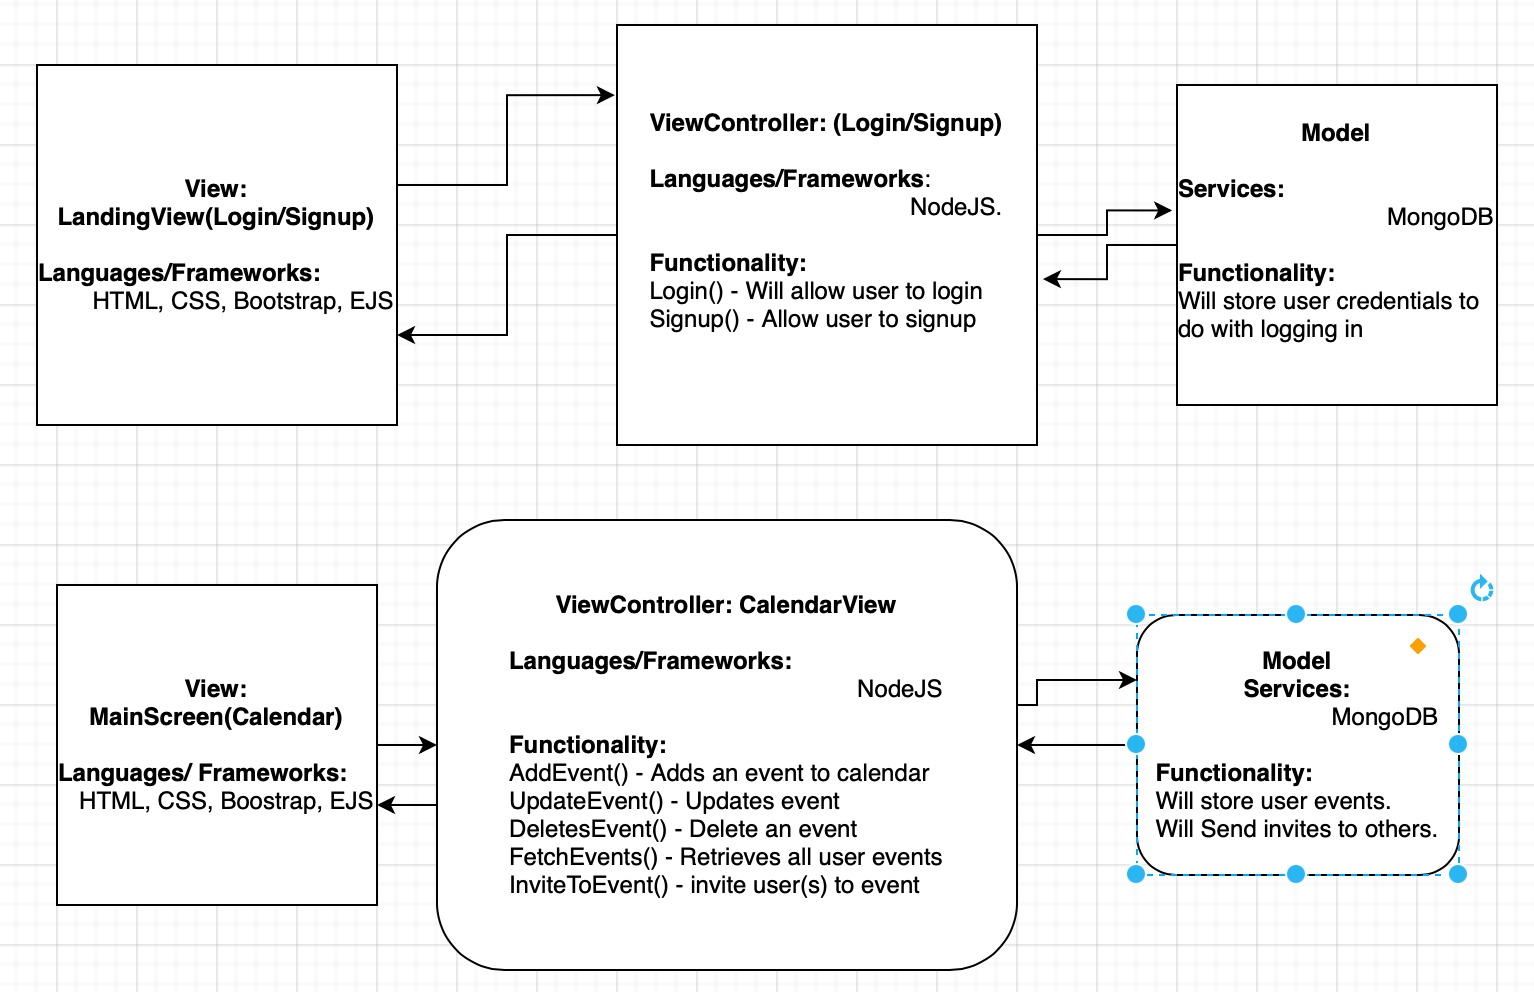 View:
LandingView(Login/Signup)
Languages/Frameworks:
HTML, CSS, Bootstrap, EJS
ViewController: (Login/Signup)
Languages/Frameworks:
NodeJS.
Functionality:
Login() - Will allow user to login
Signup() - Allow user to signup
Model
Services:
MongoDB
Functionality:
Will store user credentials to
do with logging in
View:
MainScreen(Calendar)
Languages/ Frameworks:
HTML, CSS, Boostrap, EJS
ViewController: CalendarView
Languages/Frameworks:
NodeJS
Functionality:
AddEvent() - Adds an event to calendar
UpdateEvent() - Updates event
DeletesEvent() - Delete an event
FetchEvents() - Retrieves all user events
InviteToEvent() - invite user(s) to event
Model
Services:
MongoDB
Functionality:
Will store user events.
Will Send invites to others.